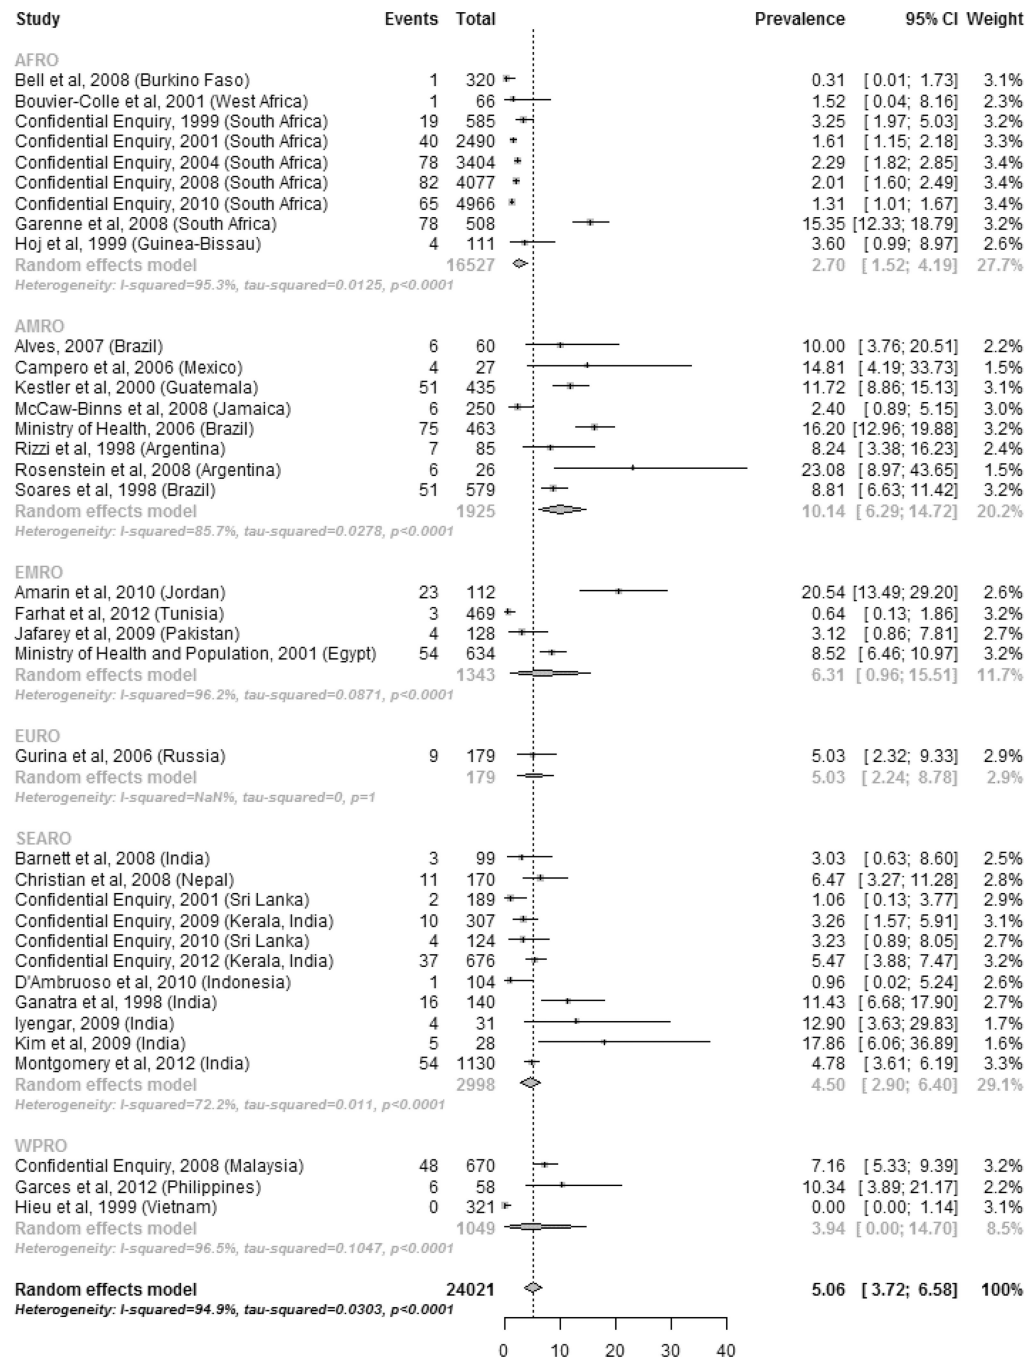 Study Events Total Prevalence 95% CI Weight
AFRO
Bell et al, 2008 (Burkino Faso) 1 320 0.31 [ 0.01; 1.73] 3.1%
Bouvier-Colle et al, 2001 (West Africa) 1 66 1.52 [ 0.04; 8.16] 2.3%
Confidential Enquiry, 1999 (South Africa) 19 585 3.25 [ 1.97; 5.03] 3.2%
Confidential Enquiry, 2001 (South Africa) 40 2490 1.61 [ 1.15; 2.18] 3.3%
Confidential Enquiry, 2004 (South Africa) 78 3404 2.29 [ 1.82; 2.85] 3.4%
Confidential Enquiry, 2008 (South Africa) 82 4077 2.01 [ 1.60; 2.49] 3.4%
Confidential Enquiry, 2010 (South Africa) 65 4966 1.31 [ 1.01; 1.67] 3.4%
Garenne et al, 2008 (South Africa) 78 508 15.35 [12.33; 18.79] 3.2%
Hoj et al, 1999 (Guinea-Bissau) 4 111 3.60 [ 0.99; 8.97] 2.6%
Random effects model 16527 2.70 [ 1.52; 4.19] 27.7%
Heterogeneity: I-squared=95.3%, tau-squared=0.0125, p<0.0001
AMRO
Alves, 2007 (Brazil) 6 60 10.00 [ 3.76; 20.51] 2.2%
Campero et al, 2006 (Mexico) 4 27 14.81 [ 4.19; 33.73] 1.5%
Kestler et al, 2000 (Guatemala) 51 435 11.72 [ 8.86; 15.13] 3.1%
McCaw-Binns et al, 2008 (Jamaica) 6 250 2.40 [ 0.89; 5.15] 3.0%
Ministry of Health, 2006 (Brazil) 75 463 16.20 [12.96; 19.88] 3.2%
Rizzi et al, 1998 (Argentina) 7 85 8.24 [ 3.38; 16.23] 2.4%
Rosenstein et al, 2008 (Argentina) 6 26 23.08 [ 8.97; 43.65] 1.5%
Soares et al, 1998 (Brazil) 51 579 8.81 [ 6.63; 11.42] 3.2%
Random effects model 1925 10.14 [ 6.29; 14.72] 20.2%
Heterogeneity: I-squared=85.7%, tau-squared=0.0278, p<0.0001
EMRO
Amarin et al, 2010 (Jordan) 23 112 20.54 [13.49; 29.20] 2.6%
Farhat et al, 2012 (Tunisia) 3 469 0.64 [ 0.13; 1.86] 3.2%
Jafarey et al, 2009 (Pakistan) 4 128 3.12 [ 0.86; 7.81] 2.7%
Ministry of Health and Population, 2001 (Egypt) 54 634 8.52 [ 6.46; 10.97] 3.2%
Random effects model 1343 6.31 [ 0.96; 15.51] 11.7%
Heterogeneity: I-squared=96.2%, tau-squared=0.0871, p<0.0001
EURO
Gurina et al, 2006 (Russia) 9 179 5.03 [ 2.32; 9.33] 2.9%
Random effects model 179 5.03 [ 2.24; 8.78] 2.9%
Heterogeneity: I-squared=NaN%, tau-squared=0, p=1
SEARO
Barnett et al, 2008 (India) 3 99 3.03 [ 0.63; 8.60] 2.5%
Christian et al, 2008 (Nepal) 11 170 6.47 [ 3.27; 11.28] 2.8%
Confidential Enquiry, 2001 (Sri Lanka) 2 189 1.06 [ 0.13; 3.77] 2.9%
Confidential Enquiry, 2009 (Kerala, India) 10 307 3.26 [ 1.57; 5.91] 3.1%
Confidential Enquiry, 2010 (Sri Lanka) 4 124 3.23 [ 0.89; 8.05] 2.7%
Confidential Enquiry, 2012 (Kerala, India) 37 676 5.47 [ 3.88; 7.47] 3.2%
D'Ambruoso et al, 2010 (Indonesia) 1 104 0.96 [ 0.02; 5.24] 2.6%
Ganatra et al, 1998 (India) 16 140 11.43 [ 6.68; 17.90] 2.7%
Iyengar, 2009 (India) 4 31 12.90 [ 3.63; 29.83] 1.7%
Kim et al, 2009 (India) 5 28 17.86 [ 6.06; 36.89] 1.6%
Montgomery et al, 2012 (India) 54 1130 4.78 [ 3.61; 6.19] 3.3%
Random effects model 2998 4.50 [ 2.90; 6.40] 29.1%
Heterogeneity: I-squared=72.2%, tau-squared=0.011, p<0.0001
WPRO
Confidential Enquiry, 2008 (Malaysia) 48 670 7.16 [ 5.33; 9.39] 3.2%
Garces et al, 2012 (Philippines) 6 58 10.34 [ 3.89; 21.17] 2.2%
Hieu et al, 1999 (Vietnam) 0 321 0.00 [ 0.00; 1.14] 3.1%
Random effects model 1049 3.94 [ 0.00; 14.70] 8.5%
Heterogeneity: I-squared=96.5%, tau-squared=0.1047, p<0.0001
Random effects model 24021 5.06 [ 3.72; 6.58] 100%
Heterogeneity: I-squared=94.9%, tau-squared=0.0303, p<0.0001
0 10 20 30 40